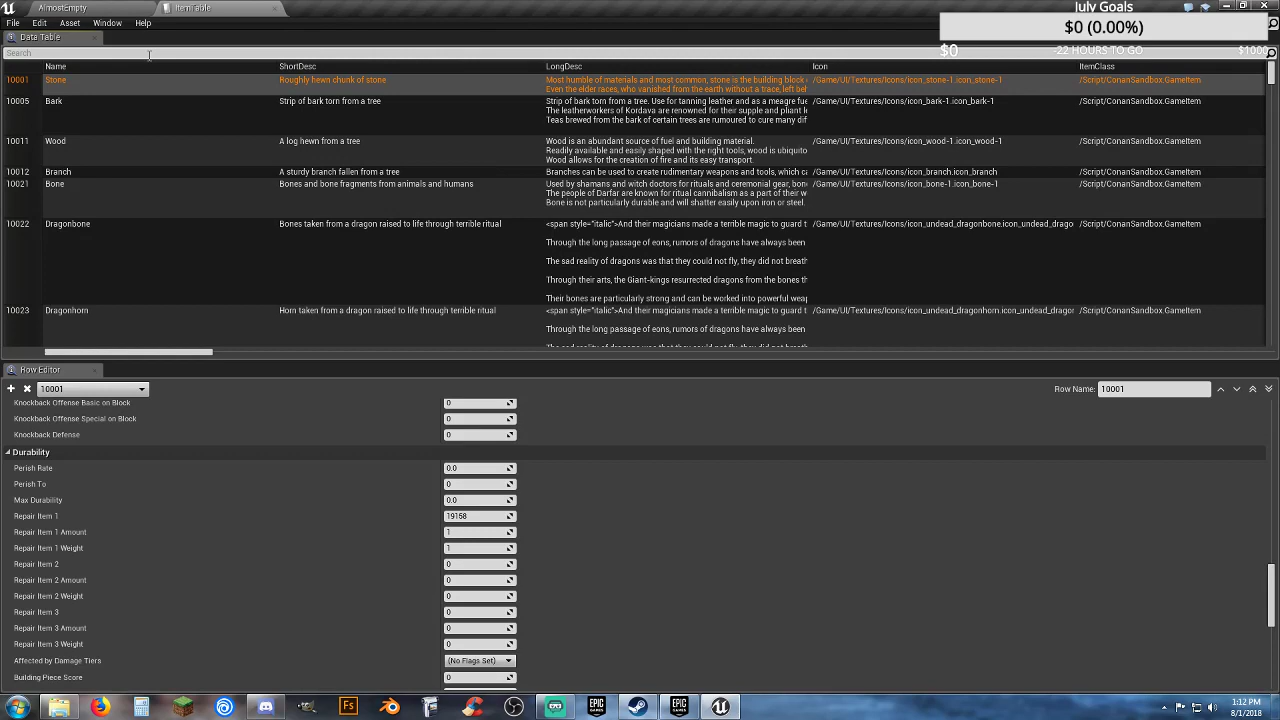 AlmostEmpty
ItemTable
July Goals
File Edit Asset Window Help
$0 (0.00%)
Data Table
Search
$0 -22 HOURS TO GO $1000
Name ShortDesc LongDesc Icon ItemClass
10001 Stone Roughly hewn chunk of stone Most humble of materials and most common, stone is the building block /Game/UI/Textures/Icons/icon_stone-1.icon_stone-1 /Script/ConanSandbox.GameItem
Even the elder races, who vanished from the earth without a trace, left beh
10005 Bark Strip of bark torn from a tree Strip of bark torn from a tree. Use for tanning leather and as a meagre fue /Game/UI/Textures/Icons/icon_bark-1.icon_bark-1 /Script/ConanSandbox.GameItem
The leatherworkers of Kordava are renowned for their supple and pliant le
Teas brewed from the bark of certain trees are rumoured to cure many dif
10011 Wood A log hewn from a tree Wood is an abundant source of fuel and building material. /Game/UI/Textures/Icons/icon_wood-1.icon_wood-1 /Script/ConanSandbox.GameItem
Readily available and easily shaped with the right tools, wood is ubiquito
Wood allows for the creation of fire and its easy transport.
10012 Branch A sturdy branch fallen from a tree Branches can be used to create rudimentary weapons and tools, which ca /Game/UI/Textures/Icons/icon_branch.icon_branch /Script/ConanSandbox.GameItem
10021 Bone Bones and bone fragments from animals and humans Used by shamans and witch doctors for rituals and ceremonial gear, bon /Game/UI/Textures/Icons/icon_bone-1.icon_bone-1 /Script/ConanSandbox.GameItem
The people of Darfar are known for ritual cannibalism as a part of their w
Bone is not particularly durable and will shatter easily upon iron or steel.
10022 Dragonbone Bones taken from a dragon raised to life through terrible ritual <span style="italic">And their magicians made a terrible magic to guard t /Game/UI/Textures/Icons/icon_undead_dragonbone.icon_undead_drago /Script/ConanSandbox.GameItem
Through the long passage of eons, rumors of dragons have always been
The sad reality of dragons was that they could not fly, they did not breath
Through their arts, the Giant-kings resurrected dragons from the bones th
Their bones are particularly strong and can be worked into powerful weap
10023 Dragonhorn Horn taken from a dragon raised to life through terrible ritual <span style="italic">And their magicians made a terrible magic to guard t /Game/UI/Textures/Icons/icon_undead_dragonhorn.icon_undead_dragor /Script/ConanSandbox.GameItem
Through the long passage of eons, rumors of dragons have always been
The sad reality of dragons was that they could not fly, they did not breath
Row Editor
10001 Row Name: 10001
Knockback Offense Basic on Block 0
Knockback Offense Special on Block 0
Knockback Defense 0
Durability
Perish Rate 0.0
Perish To 0
Max Durability 0.0
Repair Item 1 19158
Repair Item 1 Amount 1
Repair Item 1 Weight 1
Repair Item 2 0
Repair Item 2 Amount 0
Repair Item 2 Weight 0
Repair Item 3 0
Repair Item 3 Amount 0
Repair Item 3 Weight 0
Affected by Damage Tiers (No Flags Set)
Building Piece Score 0
Fs
EPIC GAMES
EPIC GAMES
1:12 PM
8/1/2018